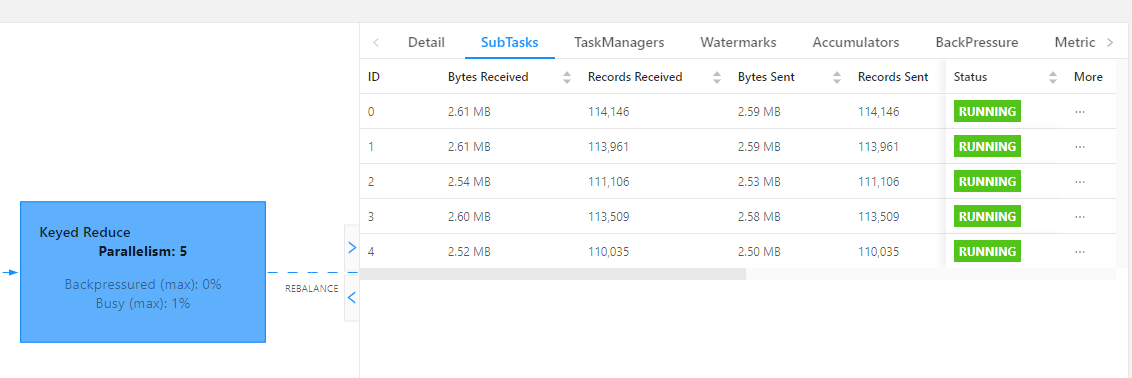 Detail SubTasks TaskManagers Watermarks Accumulators BackPressure Metric
ID Bytes Received Records Received Bytes Sent Records Sent Status More
0 2.61 MB 114,146 2.59 MB 114,146 RUNNING ...
1 2.61 MB 113,961 2.59 MB 113,961 RUNNING ...
2 2.54 MB 111,106 2.53 MB 111,106 RUNNING ...
3 2.60 MB 113,509 2.58 MB 113,509 RUNNING ...
4 2.52 MB 110,035 2.50 MB 110,035 RUNNING ...
Keyed Reduce
Parallelism: 5
Backpressured (max): 0%
Busy (max): 1%
REBALANCE